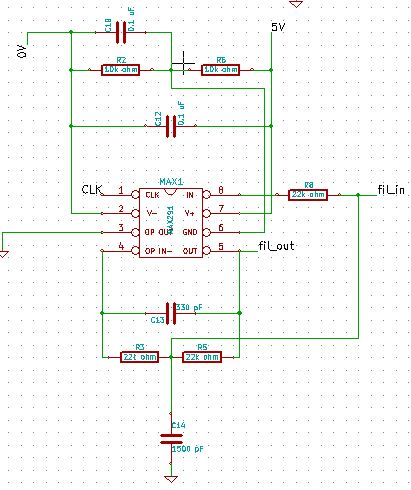 C18
0.1 uF
5V
0V
R2
10k ohm
R6
10k ohm
C12
0.1 uF
MAX1
CLK
1
CLK
IN
8
R8
22k ohm
fil_in
2
V-
V+
7
MAX291
3
OP OUT
GND
6
4
OP IN-
OUT
5
fil_out
330 pF
C13
R3
22k ohm
R5
22k ohm
C14
1500 pF